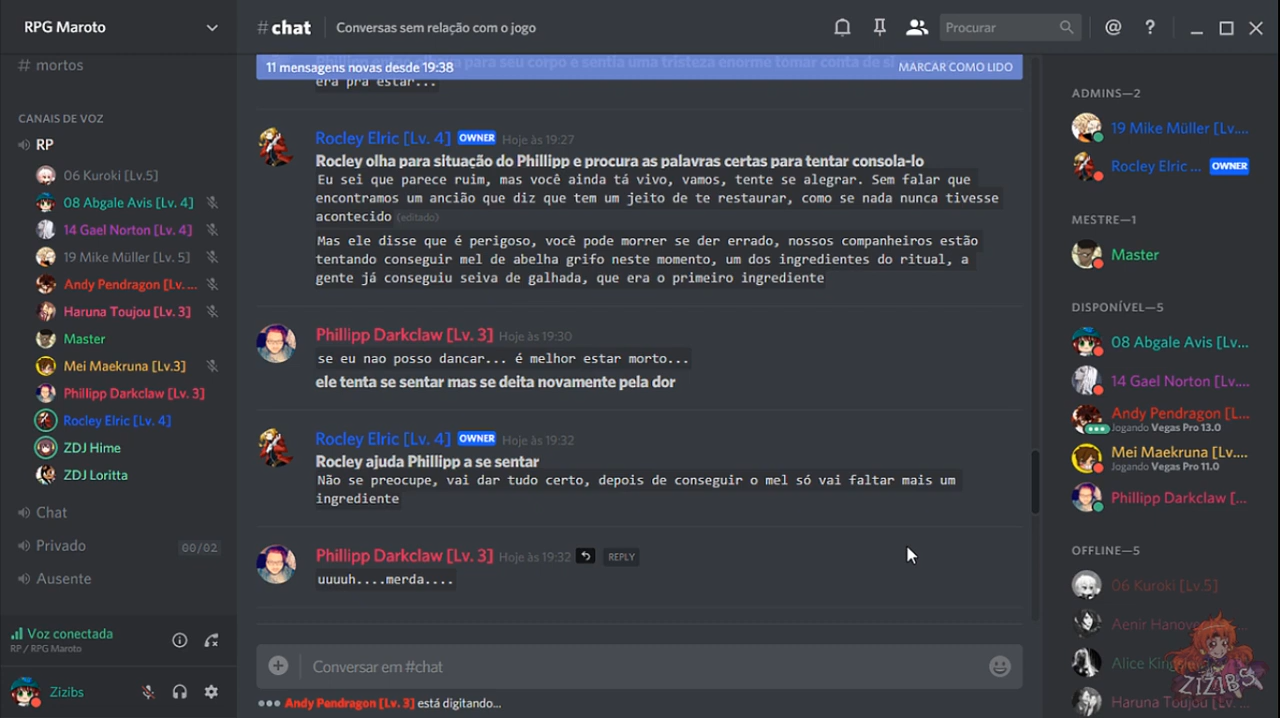 RPG Maroto
# mortos
CANAIS DE VOZ
RP
06 Kuroki [Lv.5]
08 Abgale Avis [Lv. 4]
14 Gael Norton [Lv. 4]
19 Mike Müller [Lv. 5]
Andy Pendragon [Lv. ...
Haruna Toujou [Lv. 3]
Master
Mei Maekruna [Lv.3]
Phillipp Darkclaw [Lv. 3]
Rocley Elric [Lv. 4]
ZDJ Hime
ZDJ Loritta
Chat
Privado 00/02
Ausente
Voz conectada
RP / RPG Maroto
Zizibs
#chat Conversas sem relação com o jogo
Procurar
@ ?
para seu corpo e sentia uma tristeza enorme tomar conta de si
11 mensagens novas desde 19:38 MARCAR COMO LIDO
era pra estar...
Rocley Elric [Lv. 4] OWNER Hoje às 19:27
Rocley olha para situação do Phillipp e procura as palavras certas para tentar consola-lo
Eu sei que parece ruim, mas você ainda tá vivo, vamos, tente se alegrar. Sem falar que
encontramos um ancião que diz que tem um jeito de te restaurar, como se nada nunca tivesse
acontecido (editado)
Mas ele disse que é perigoso, você pode morrer se der errado, nossos companheiros estão
tentando conseguir mel de abelha grifo neste momento, um dos ingredientes do ritual, a
gente já conseguiu seiva de galhada, que era o primeiro ingrediente
Phillipp Darkclaw [Lv. 3] Hoje às 19:30
se eu nao posso dancar... é melhor estar morto...
ele tenta se sentar mas se deita novamente pela dor
Rocley Elric [Lv. 4] OWNER Hoje às 19:32
Rocley ajuda Phillipp a se sentar
Não se preocupe, vai dar tudo certo, depois de conseguir o mel só vai faltar mais um
ingrediente
Phillipp Darkclaw [Lv. 3] Hoje às 19:32 REPLY
uuuuh....merda....
Conversar em #chat
Andy Pendragon [Lv. 3] está digitando...
ADMINS—2
19 Mike Müller [Lv....
Rocley Elric ... OWNER
MESTRE—1
Master
DISPONÍVEL—5
08 Abgale Avis [Lv...
14 Gael Norton [Lv....
Andy Pendragon [L...
Jogando Vegas Pro 13.0
Mei Maekruna [Lv....
Jogando Vegas Pro 11.0
Phillipp Darkclaw [...
OFFLINE—5
06 Kuroki [Lv.5]
Aenir
Alice
Haruna Toujou
ZIZIBS